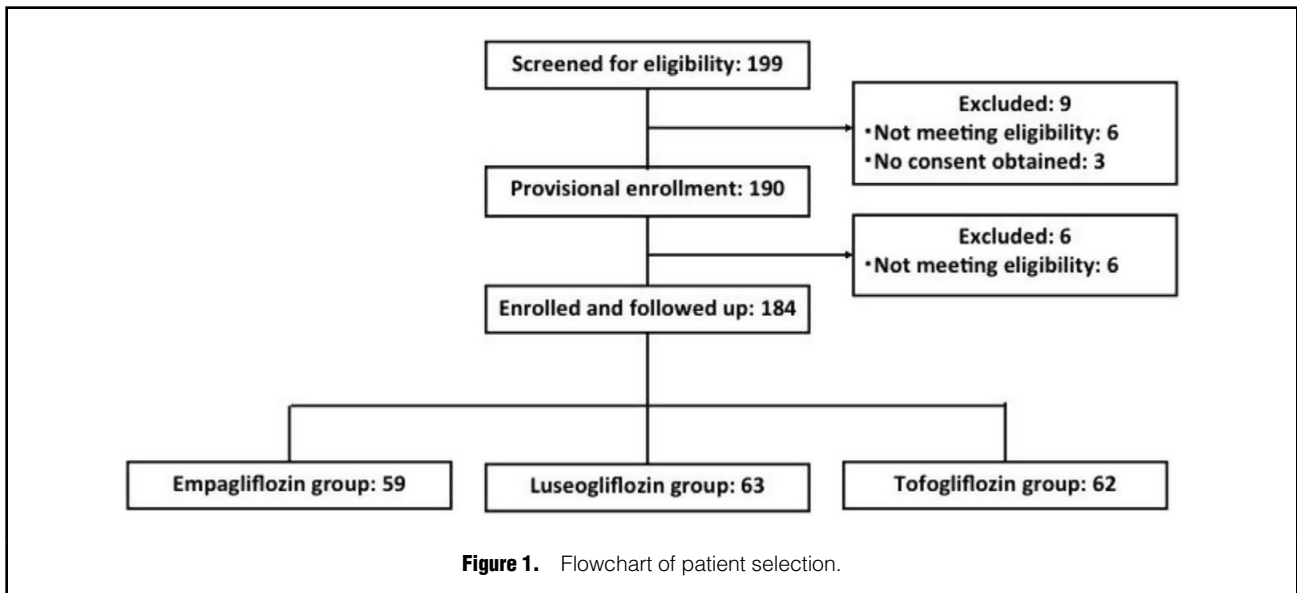 Screened for eligibility: 199
Excluded: 9
・Not meeting eligibility: 6
・No consent obtained: 3
Provisional enrollment: 190
Excluded: 6
・Not meeting eligibility: 6
Enrolled and followed up: 184
Empagliflozin group: 59
Luseogliflozin group: 63
Tofogliflozin group: 62
Figure 1. Flowchart of patient selection.